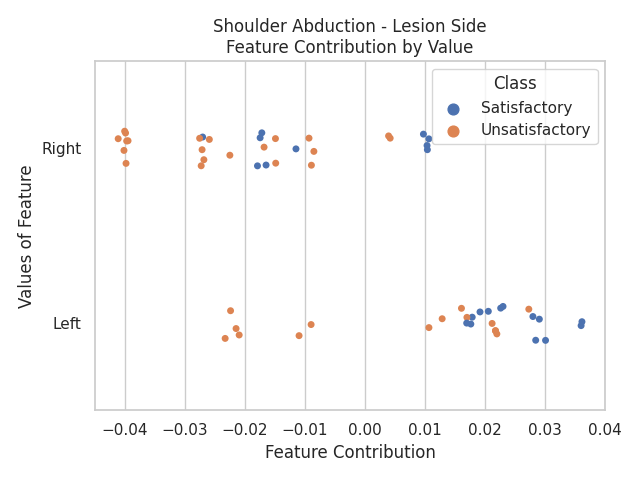 Shoulder Abduction - Lesion Side
Feature Contribution by Value
Class
Satisfactory
Unsatisfactory
Values of Feature
Right
Left
−0.04 −0.03 −0.02 −0.01 0.00 0.01 0.02 0.03 0.04
Feature Contribution